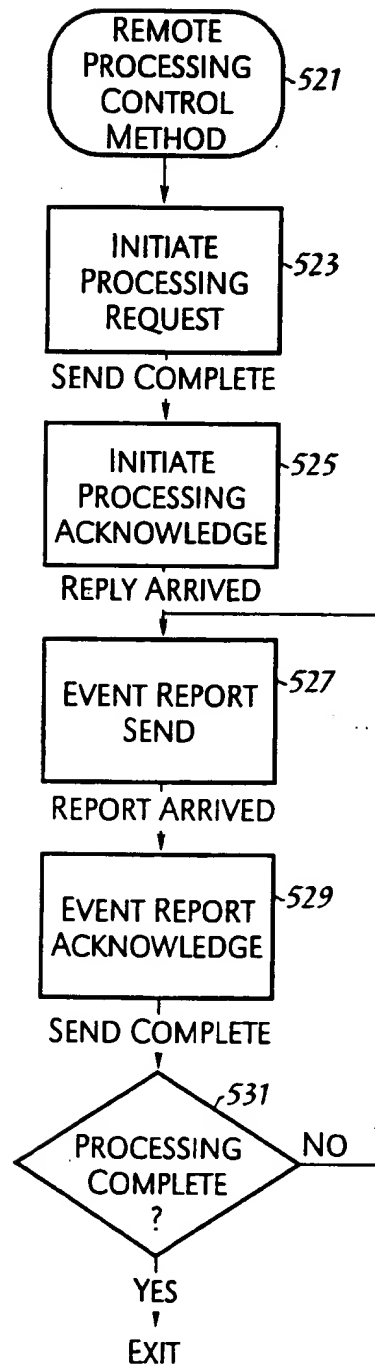 REMOTE
PROCESSING
CONTROL
METHOD
521
INITIATE
PROCESSING
REQUEST
523
SEND COMPLETE
INITIATE
PROCESSING
ACKNOWLEDGE
525
REPLY ARRIVED
EVENT REPORT
SEND
527
REPORT ARRIVED
EVENT REPORT
ACKNOWLEDGE
529
SEND COMPLETE
531
PROCESSING
COMPLETE
?
NO
YES
EXIT